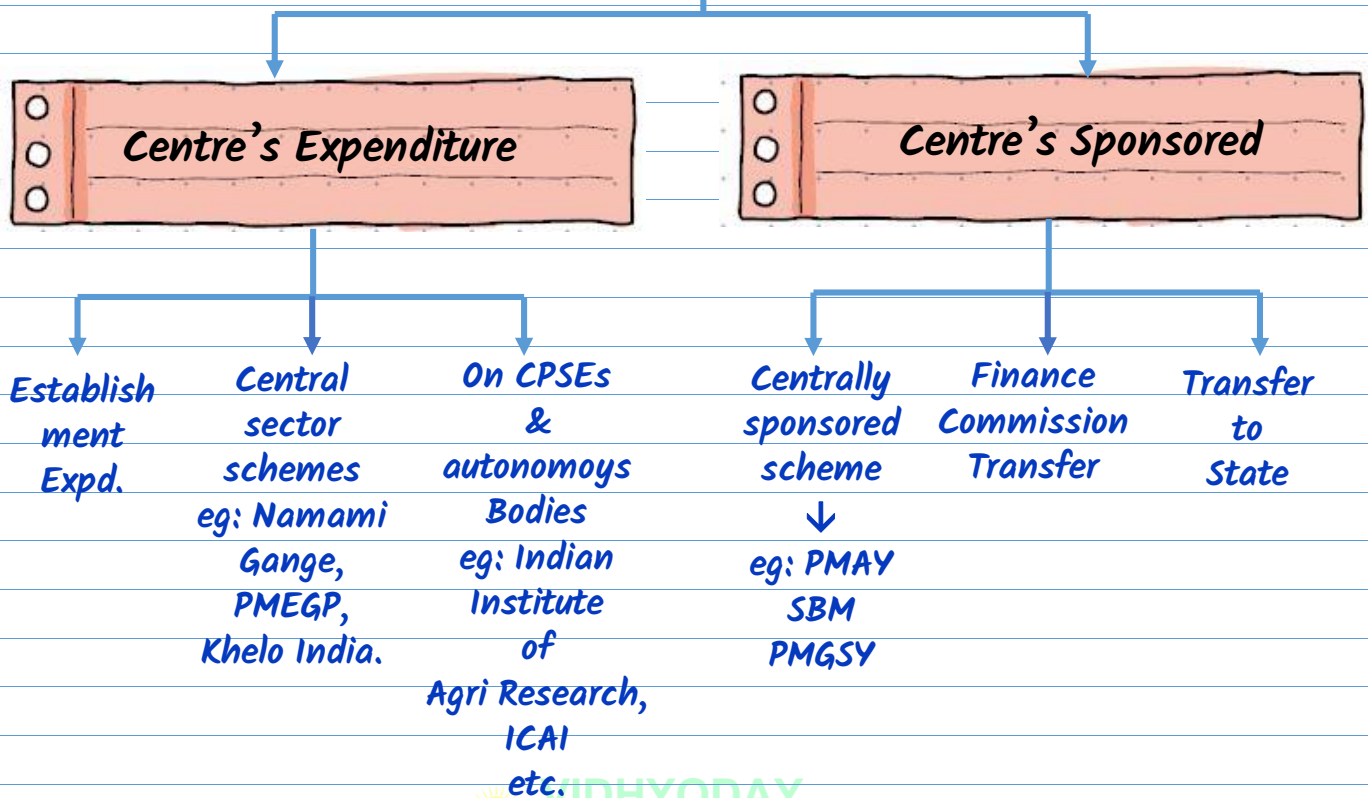 Centre's Expenditure
Centre's Sponsored
Establish
ment
Expd.
Central
sector
schemes
eg: Namami
Gange,
PMEGP,
Khelo India.
On CPSEs
&
autonomoys
Bodies
eg: Indian
Institute
of
Agri Research,
ICAI
etc.
Centrally
sponsored
scheme
↓
eg: PMAY
SBM
PMGSY
Finance
Commission
Transfer
Transfer
to
State
VIDHYODAY